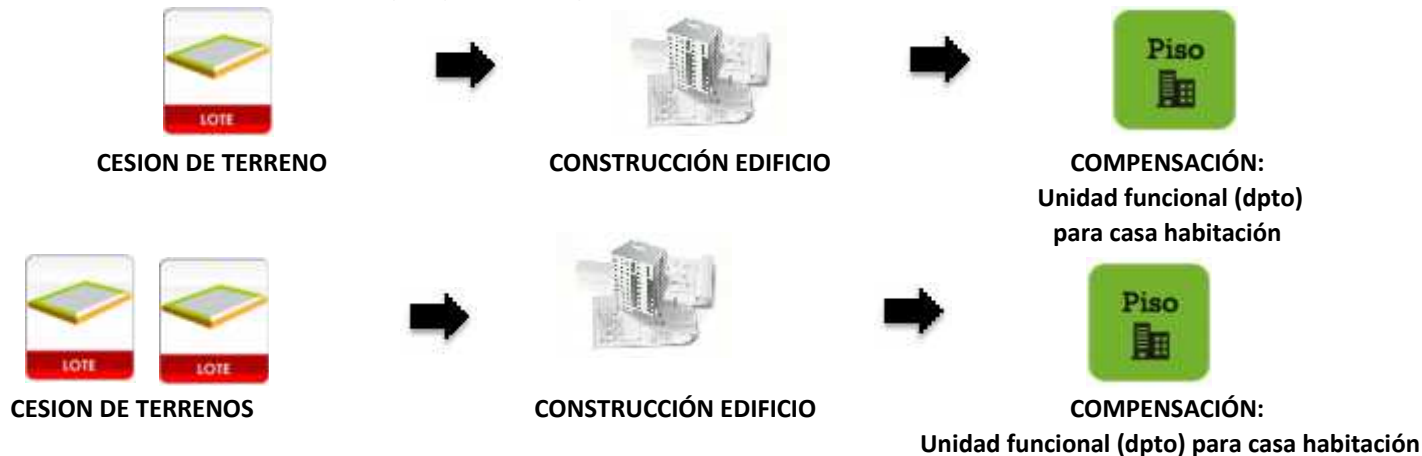 LOTE
Piso
CESION DE TERRENO
CONSTRUCCIÓN EDIFICIO
COMPENSACIÓN:
Unidad funcional (dpto)
para casa habitación
LOTE
LOTE
Piso
CESION DE TERRENOS
CONSTRUCCIÓN EDIFICIO
COMPENSACIÓN:
Unidad funcional (dpto) para casa habitación